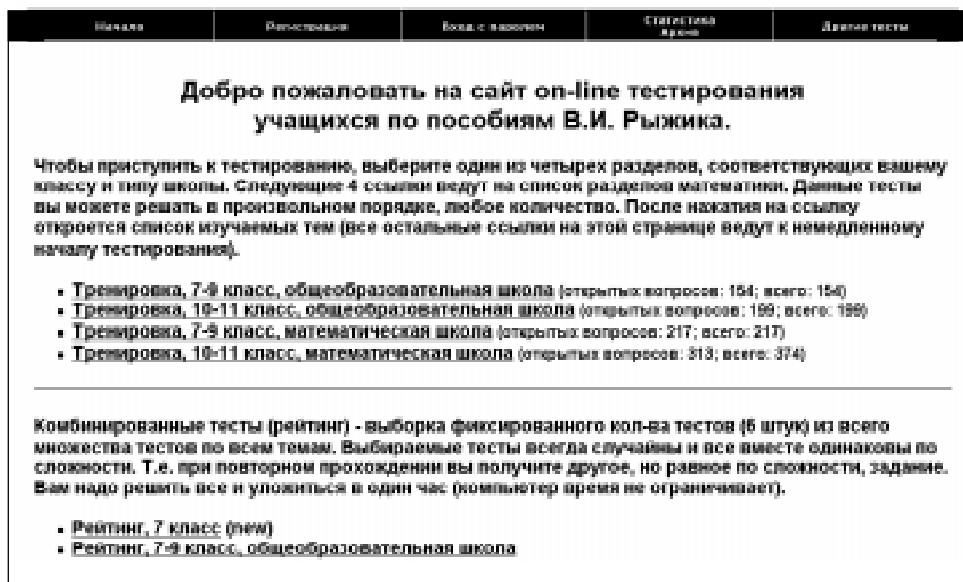 Начало Регистрация Вход с паролем Статистика Другие тесты
Архив
Добро пожаловать на сайт on-line тестирования
учащихся по пособиям В.И. Рыжика.
Чтобы приступить к тестированию, выберите один из четырех разделов, соответствующих вашему
классу и типу школы. Следующие 4 ссылки ведут на список разделов математики. Данные тесты
вы можете решать в произвольном порядке, любое количество. После нажатия на ссылку
откроется список изучаемых тем (все остальные ссылки на этой странице ведут к немедленному
началу тестирования).
• Тренировка, 7-9 класс, общеобразовательная школа (открытых вопросов: 154; всего: 154)
• Тренировка, 10-11 класс, общеобразовательная школа (открытых вопросов: 199; всего: 199)
• Тренировка, 7-9 класс, математическая школа (открытых вопросов: 217; всего: 217)
• Тренировка, 10-11 класс, математическая школа (открытых вопросов: 313; всего: 374)
Комбинированные тесты (рейтинг) - выборка фиксированного кол-ва тестов (6 штук) из всего
множества тестов по всем темам. Выбираемые тесты всегда случайны и все вместе одинаковы по
сложности. Т.е. при повторном прохождении вы получите другое, но равное по сложности, задание.
Вам надо решить все и уложиться в один час (компьютер время не ограничивает).
• Рейтинг, 7 класс (new)
• Рейтинг, 7-9 класс, общеобразовательная школа